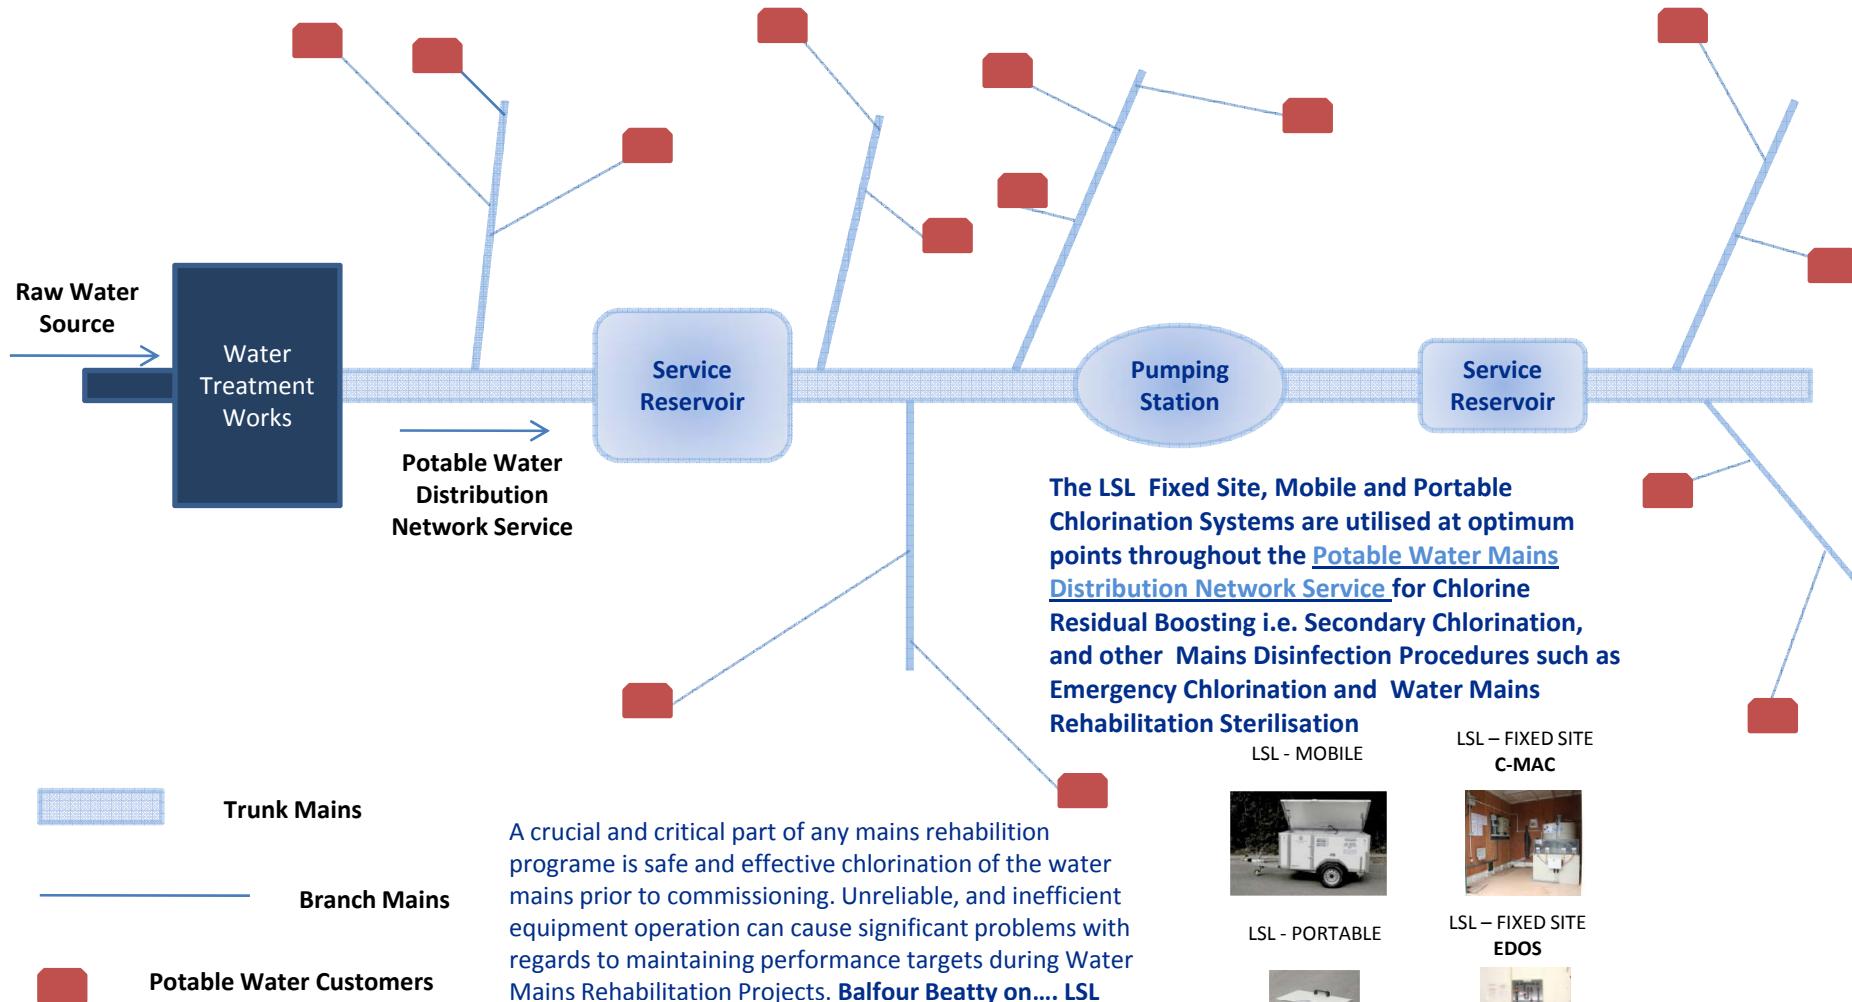 Raw Water
Source
Water
Treatment
Works
Potable Water
Distribution
Network Service
Service
Reservoir
Pumping
Station
Service
Reservoir
The LSL Fixed Site, Mobile and Portable
Chlorination Systems are utilised at optimum
points throughout the Potable Water Mains
Distribution Network Service for Chlorine
Residual Boosting i.e. Secondary Chlorination,
and other Mains Disinfection Procedures such as
Emergency Chlorination and Water Mains
Rehabilitation Sterilisation
LSL - MOBILE
LSL – FIXED SITE
C-MAC
LSL - PORTABLE
LSL – FIXED SITE
EDOS
Trunk Mains
Branch Mains
Potable Water Customers
A crucial and critical part of any mains rehabilition
programe is safe and effective chlorination of the water
mains prior to commissioning. Unreliable, and inefficient
equipment operation can cause significant problems with
regards to maintaining performance targets during Water
Mains Rehabilitation Projects. Balfour Beatty on.... LSL